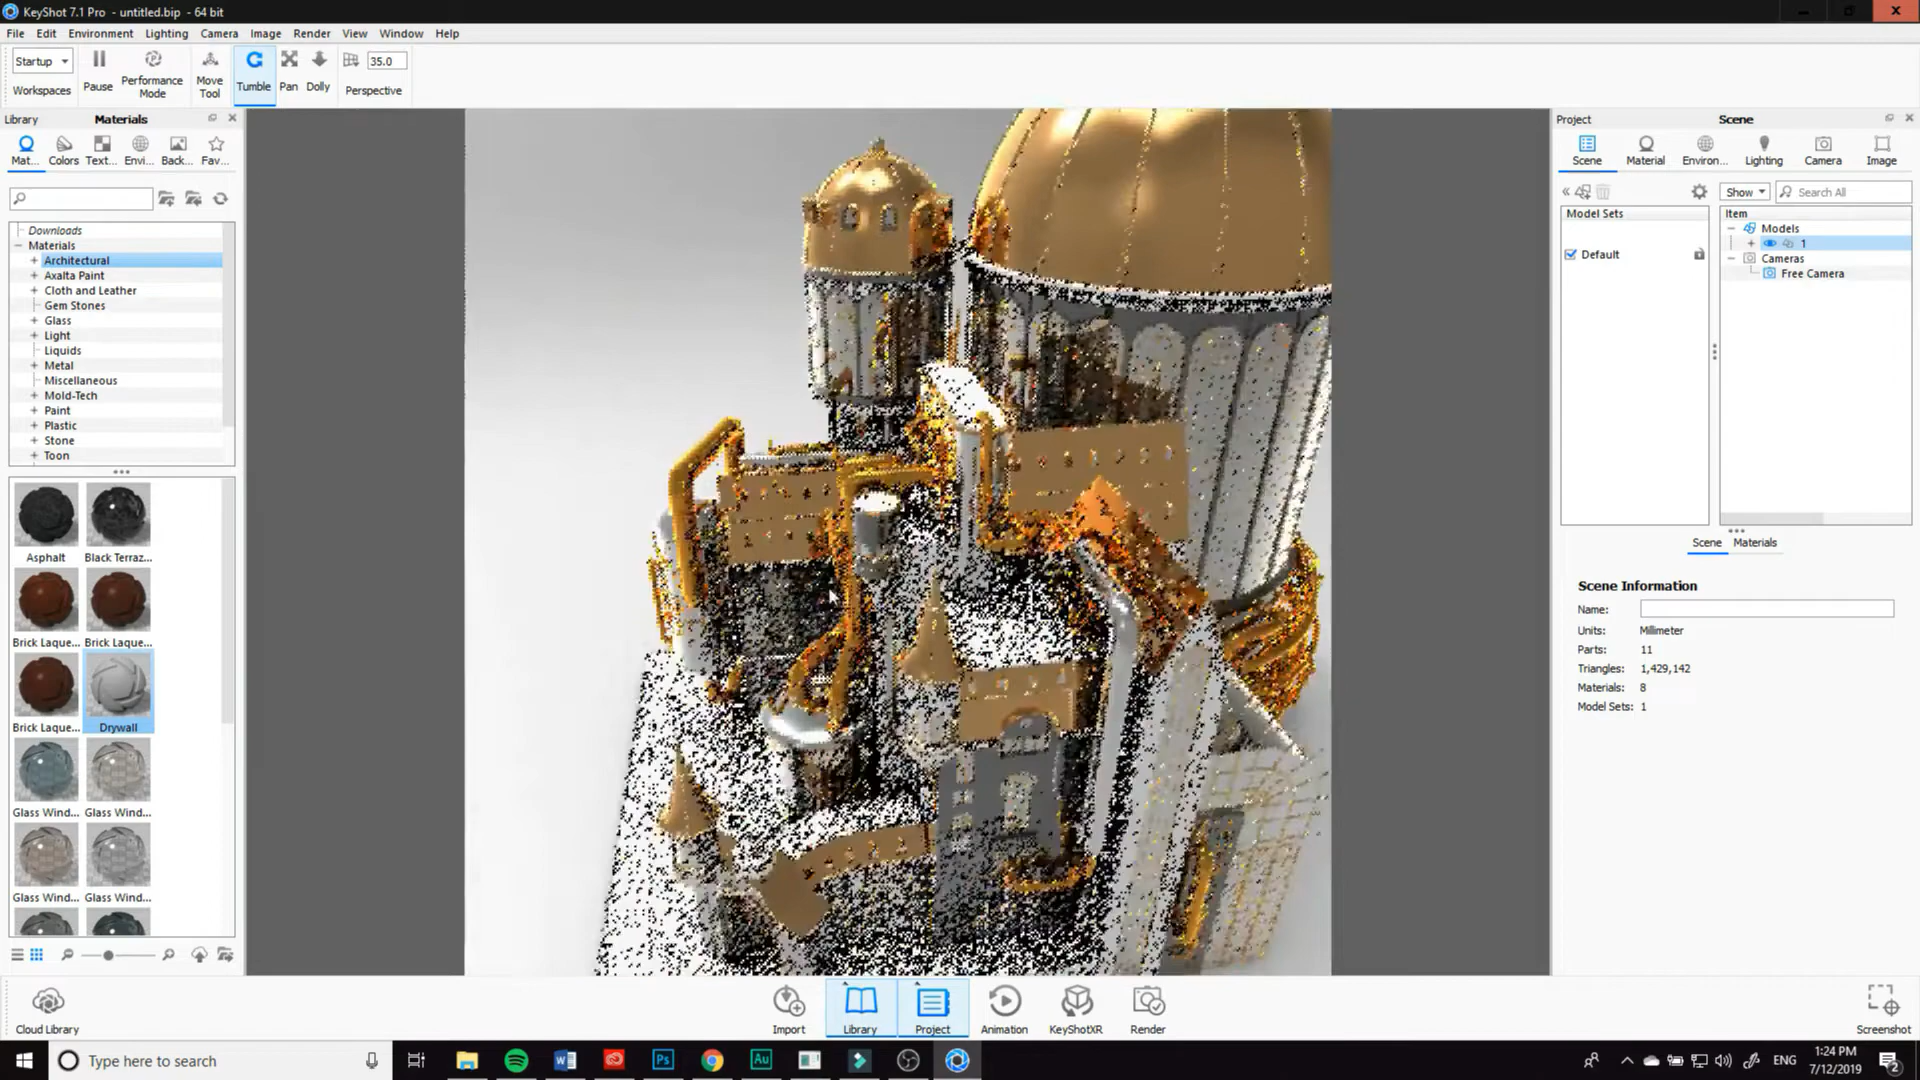 KeyShot 7.1 Pro - untitled.bip - 64 bit
File Edit Environment Lighting Camera Image Render View Window Help
Startup
35.0
Workspaces Pause Performance Mode Move Tool Tumble Pan Dolly Perspective
Library Materials
Mat... Colors Text... Envi... Back... Fav...
Downloads
Materials
Architectural
Axalta Paint
Cloth and Leather
Gem Stones
Glass
Light
Liquids
Metal
Miscellaneous
Mold-Tech
Paint
Plastic
Stone
Toon
Asphalt Black Terraz...
Brick Laque... Brick Laque...
Brick Laque... Drywall
Glass Wind... Glass Wind...
Glass Wind... Glass Wind...
Project Scene
Scene Material Environ... Lighting Camera Image
Show Search All
Model Sets
Default
Item
Models
1
Cameras
Free Camera
Scene Materials
Scene Information
Name:
Units: Millimeter
Parts: 11
Triangles: 1,429,142
Materials: 8
Model Sets: 1
Cloud Library
Import Library Project Animation KeyShotXR Render
Screenshot
Type here to search
W Ps Au
ENG
1:24 PM
7/12/2019
2